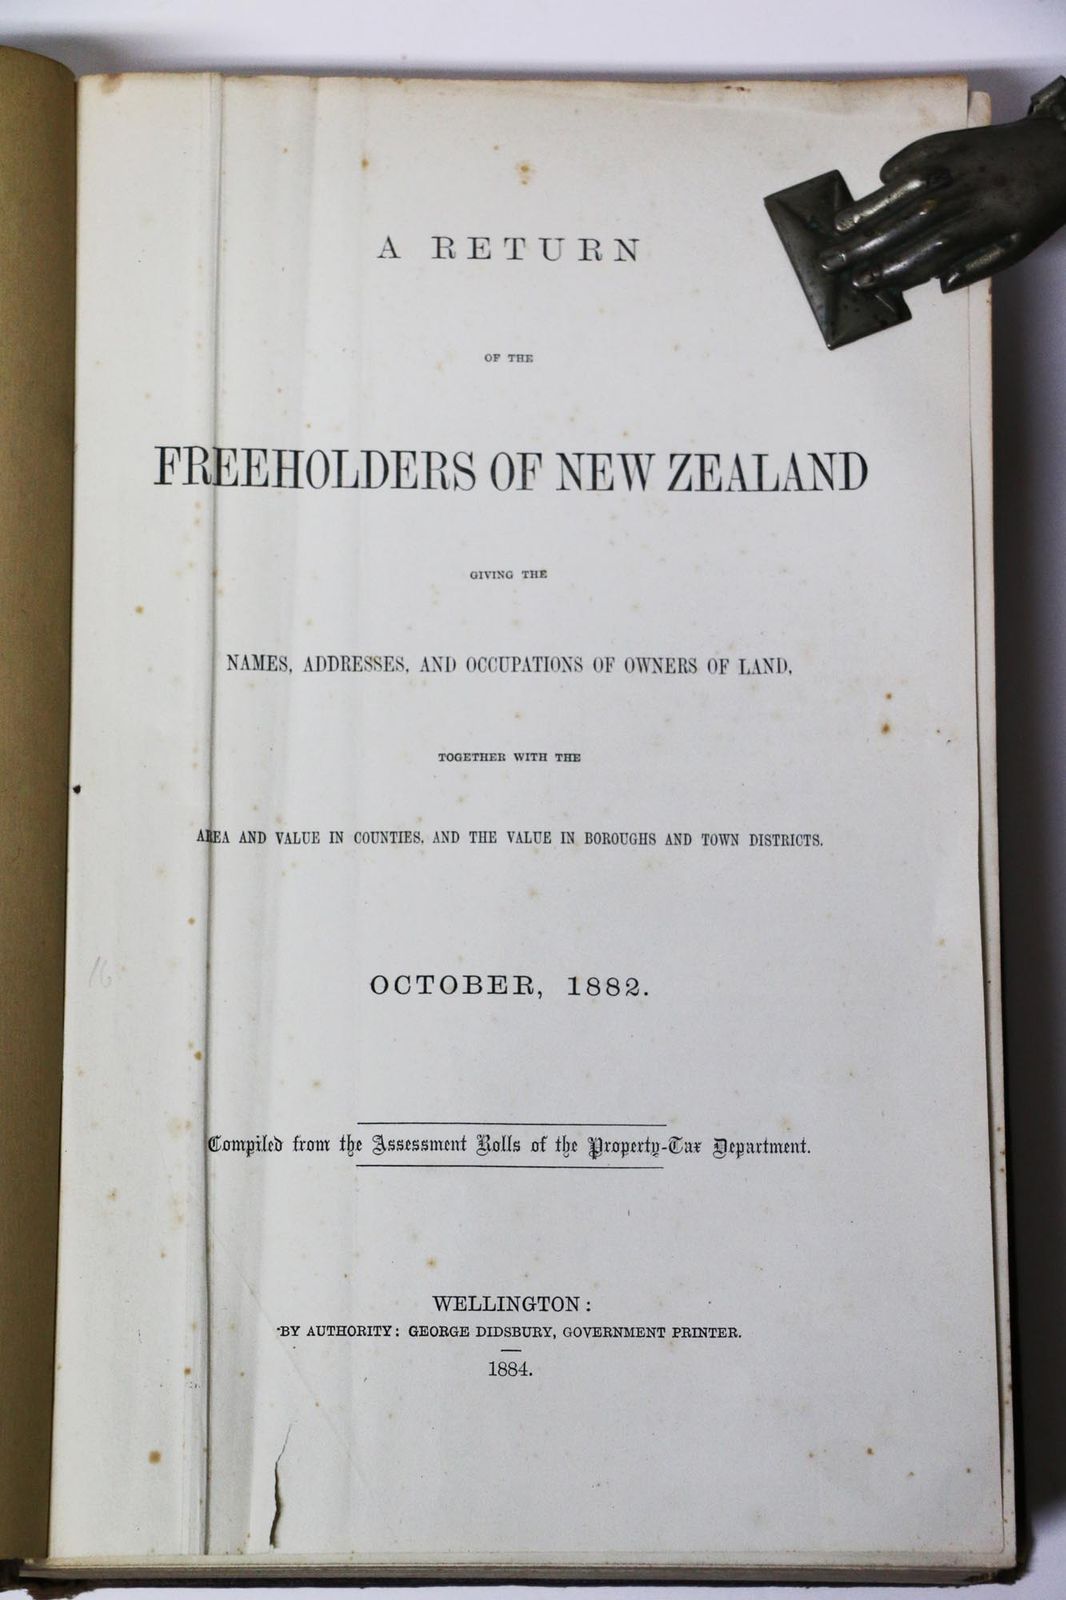 A RETURN
OF THE
FREEHOLDERS OF NEW ZEALAND
GIVING THE
NAMES, ADDRESSES, AND OCCUPATIONS OF OWNERS OF LAND,
TOGETHER WITH THE
AREA AND VALUE IN COUNTIES, AND THE VALUE IN BOROUGHS AND TOWN DISTRICTS.
OCTOBER, 1882.
16
Compiled from the Assessment Rolls of the Property-Tax Department.
WELLINGTON:
BY AUTHORITY: GEORGE DIDSBURY, GOVERNMENT PRINTER.
1884.